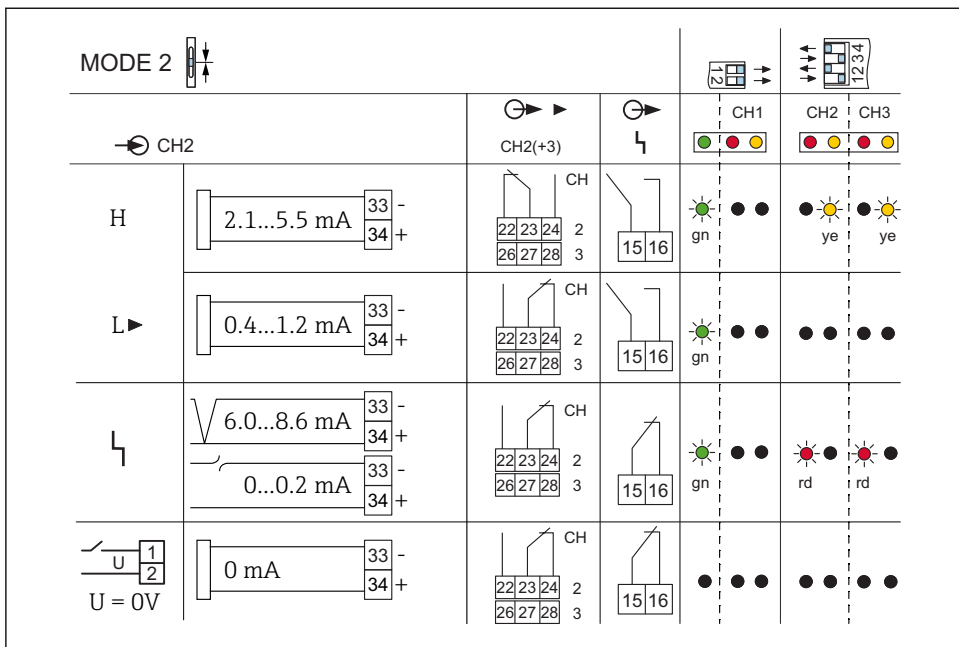 MODE 2
12
1234
CH2
CH2(+3)
CH1
CH2 CH3
H
2.1...5.5 mA
33 -
34 +
CH
22 23 24 2
26 27 28 3
15 16
gn
ye
ye
L
0.4...1.2 mA
33 -
34 +
CH
22 23 24 2
26 27 28 3
15 16
gn
6.0...8.6 mA
33 -
34 +
0...0.2 mA
33 -
34 +
CH
22 23 24 2
26 27 28 3
15 16
gn
rd
rd
U
1
2
U = 0V
0 mA
33 -
34 +
CH
22 23 24 2
26 27 28 3
15 16